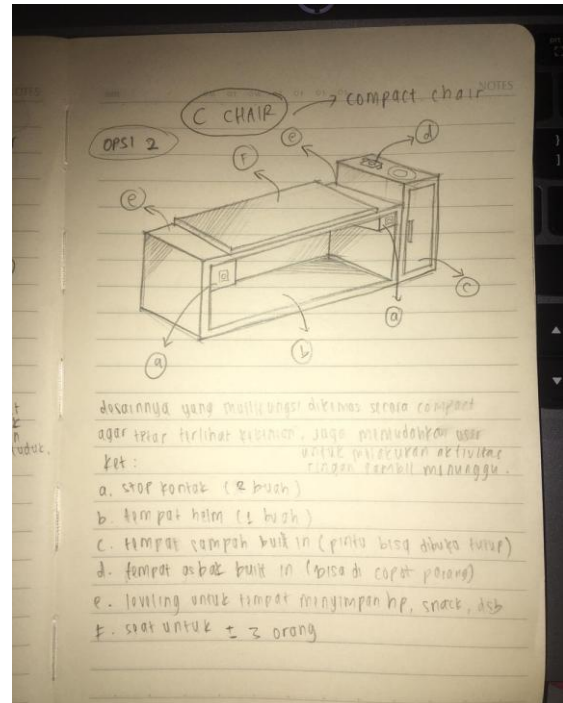 NOTES
C CHAIR → compact chair
OPSI 2
d
e
F
e
c
a
a
b
desainnya yang multifungsi dikemas secara compact
agar tetap terlihat kekinian, juga memudahkan user
untuk melakukan aktivitas
ket :
ringan sambil menunggu.
a. stop kontak (2 buah)
b. tempat helm (1 buah)
c. tempat sampah built in (pintu bisa dibuka tutup)
d. tempat asbak built in (bisa di copot pasang)
e. leveling untuk tempat menyimpan hp, snack, dsb
F. seat untuk ± 3 orang
duduk.